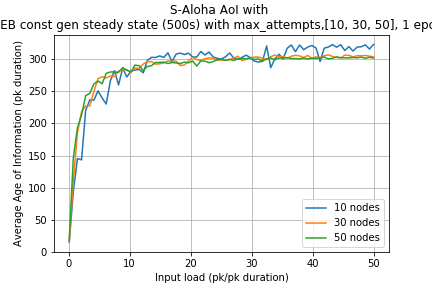 S-Aloha AoI with
EB const gen steady state (500s) with max_attempts,[10, 30, 50], 1 
Average Age of Information (pk duration)
300
250
200
150
100
50
0
0 10 20 30 40 50
Input load (pk/pk duration)
10 nodes
30 nodes
50 nodes